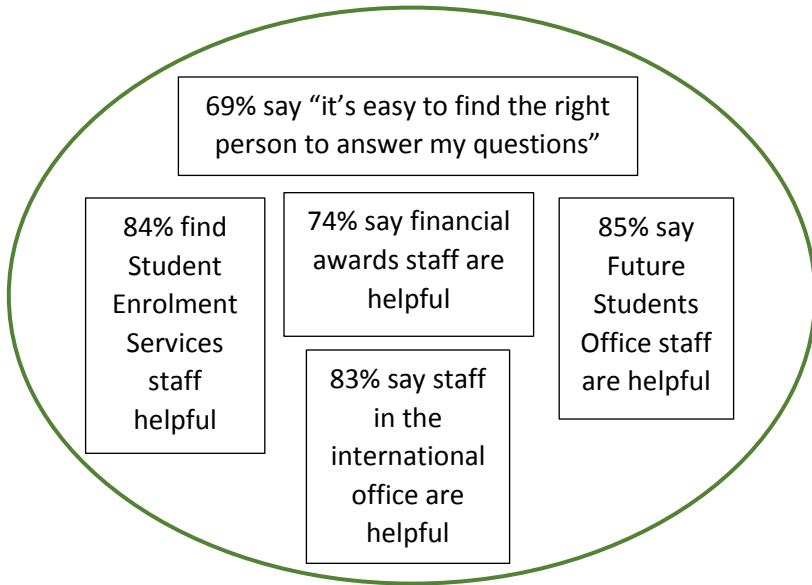 69% say “it’s easy to find the right
person to answer my questions”
84% find
Student
Enrolment
Services
staff
helpful
74% say financial
awards staff are
helpful
83% say staff
in the
international
office are
helpful
85% say
Future
Students
Office staff
are helpful